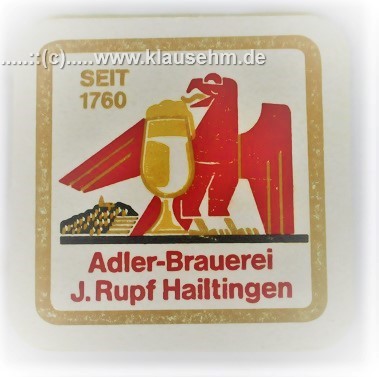 .....::(c).....www.klausehm.de
SEIT
1760
Adler-Brauerei
J. Rupf Hailtingen